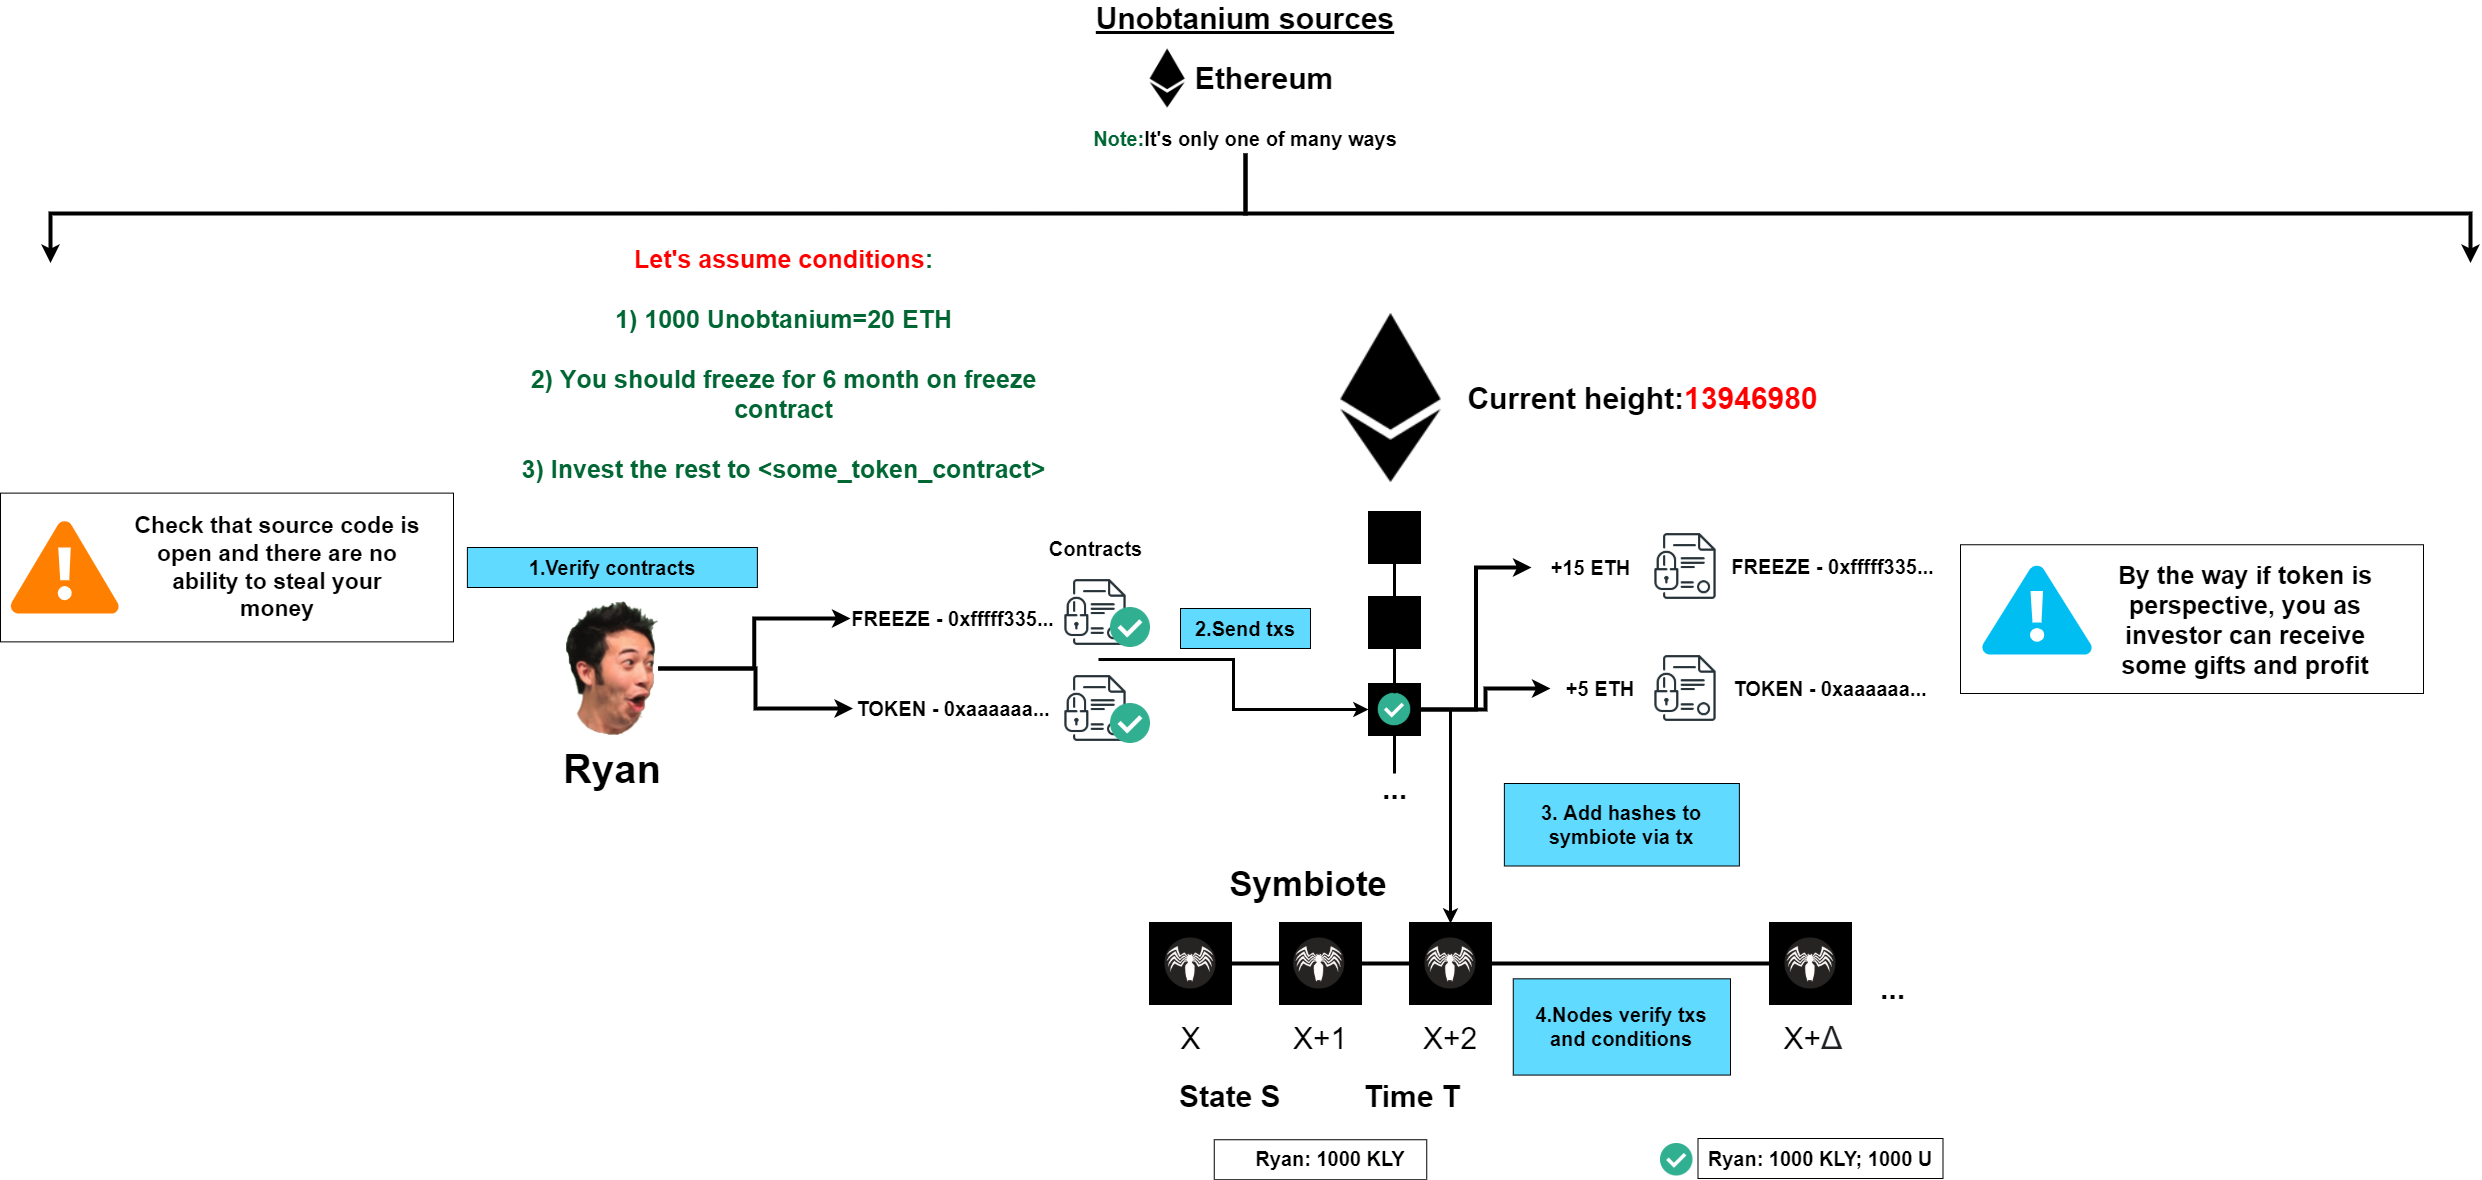 Unobtanium sources
Ethereum
Note:It's only one of many ways
Let's assume conditions:
1) 1000 Unobtanium=20 ETH
2) You should freeze for 6 month on freeze
contract
3) Invest the rest to <some_token_contract>
Current height:13946980
Check that source code is
open and there are no
ability to steal your
money
1.Verify contracts
Ryan
Contracts
FREEZE - 0xfffff335...
TOKEN - 0xaaaaaa...
2.Send txs
...
+15 ETH
FREEZE - 0xfffff335...
+5 ETH
TOKEN - 0xaaaaaa...
By the way if token is
perspective, you as
investor can receive
some gifts and profit
3. Add hashes to
symbiote via tx
Symbiote
...
X
X+1
X+2
X+Δ
4.Nodes verify txs
and conditions
State S
Time T
Ryan: 1000 KLY
Ryan: 1000 KLY; 1000 U